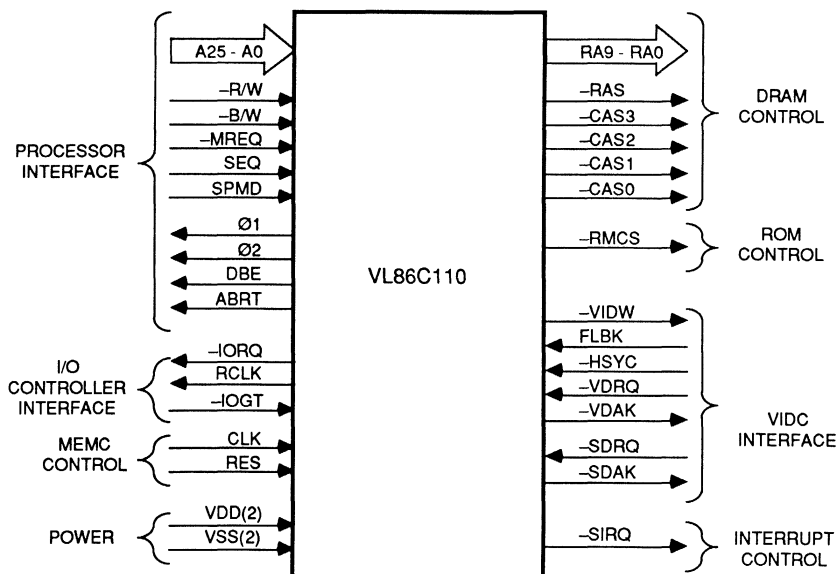 PROCESSOR
INTERFACE
A25 - A0
–R/W
–B/W
–MREQ
SEQ
SPMD
Ø1
Ø2
DBE
ABRT
I/O
CONTROLLER
INTERFACE
–IORQ
RCLK
–IOGT
MEMC
CONTROL
CLK
RES
POWER
VDD(2)
VSS(2)
VL86C110
RA9 - RA0
–RAS
–CAS3
–CAS2
–CAS1
–CAS0
DRAM
CONTROL
–RMCS
ROM
CONTROL
–VIDW
FLBK
–HSYC
–VDRQ
–VDAK
–SDRQ
–SDAK
VIDC
INTERFACE
–SIRQ
INTERRUPT
CONTROL